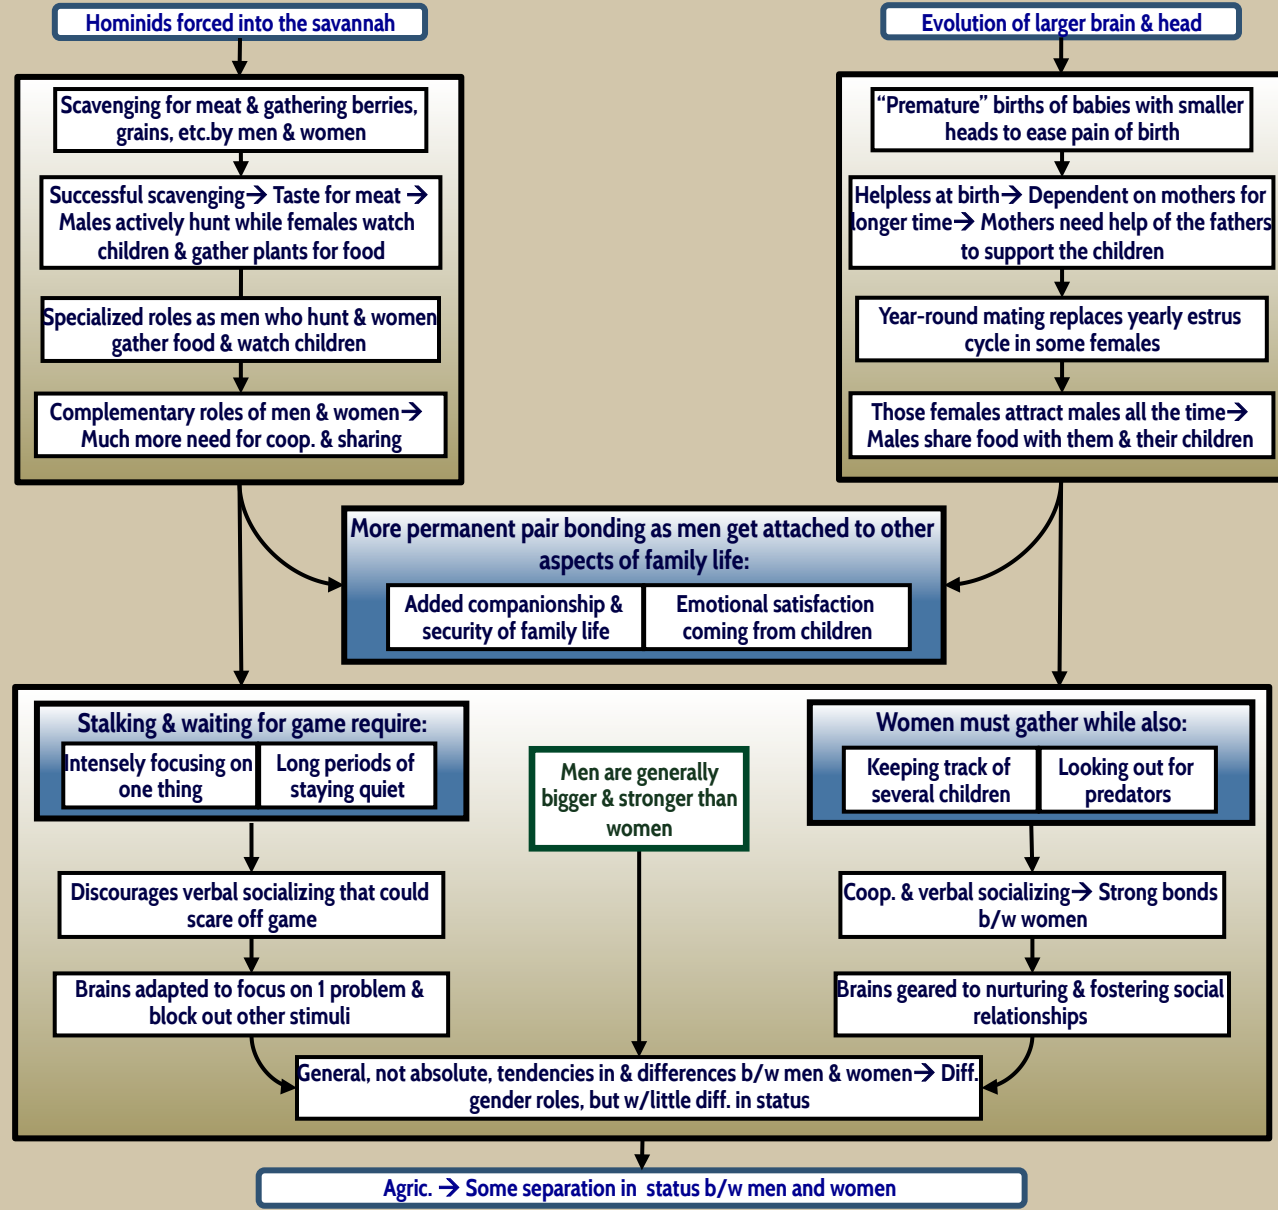 Hominids forced into the savannah
Evolution of larger brain & head
Scavenging for meat & gathering berries,
grains, etc.by men & women
Successful scavenging→ Taste for meat →
Males actively hunt while females watch
children & gather plants for food
Specialized roles as men who hunt & women
gather food & watch children
Complementary roles of men & women→
Much more need for coop. & sharing
“Premature” births of babies with smaller
heads to ease pain of birth
Helpless at birth→ Dependent on mothers for
longer time→ Mothers need help of the fathers
to support the children
Year-round mating replaces yearly estrus
cycle in some females
Those females attract males all the time→
Males share food with them & their children
More permanent pair bonding as men get attached to other
aspects of family life:
Added companionship &
security of family life
Emotional satisfaction
coming from children
Stalking & waiting for game require:
Intensely focusing on
one thing
Long periods of
staying quiet
Discourages verbal socializing that could
scare off game
Brains adapted to focus on 1 problem &
block out other stimuli
Men are generally
bigger & stronger than
women
Women must gather while also:
Keeping track of
several children
Looking out for
predators
Coop. & verbal socializing→ Strong bonds
b/w women
Brains geared to nurturing & fostering social
relationships
General, not absolute, tendencies in & differences b/w men & women→ Diff.
gender roles, but w/little diff. in status
Agric. → Some separation in status b/w men and women